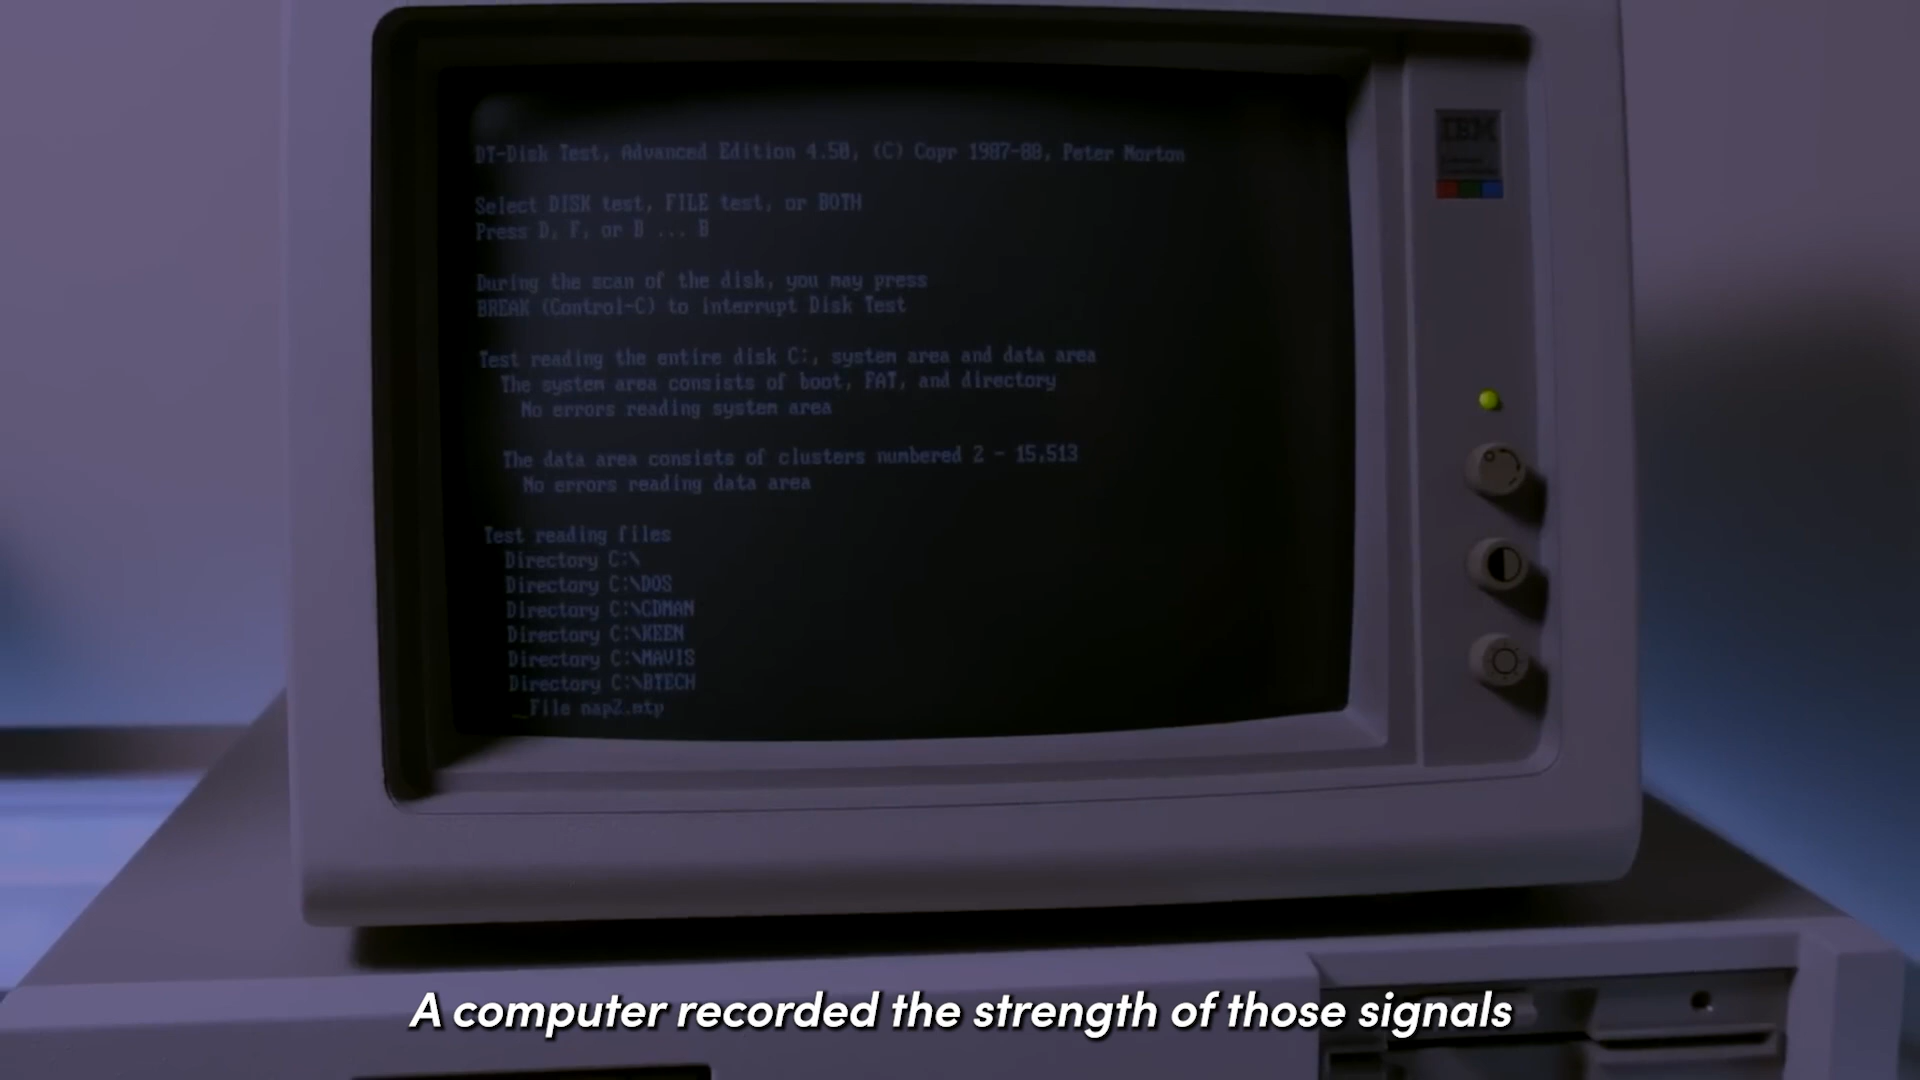 DT-Disk Test, Advanced Edition 4.50, (C) Copr 1987-88, Peter Norton
IBM
Select DISK test, FILE test, or BOTH
Press D, F, or B ... B
During the scan of the disk, you may press
BREAK (Control-C) to interrupt Disk Test
Test reading the entire disk C:, system area and data area
The system area consists of boot, FAT, and directory
No errors reading system area
The data area consists of clusters numbered 2 - 15,513
No errors reading data area
Test reading files
Directory C:\
Directory C:\DOS
Directory C:\CDMAN
Directory C:\KEEN
Directory C:\MAVIS
Directory C:\BTECH
_File map2.mtp
A computer recorded the strength of those signals